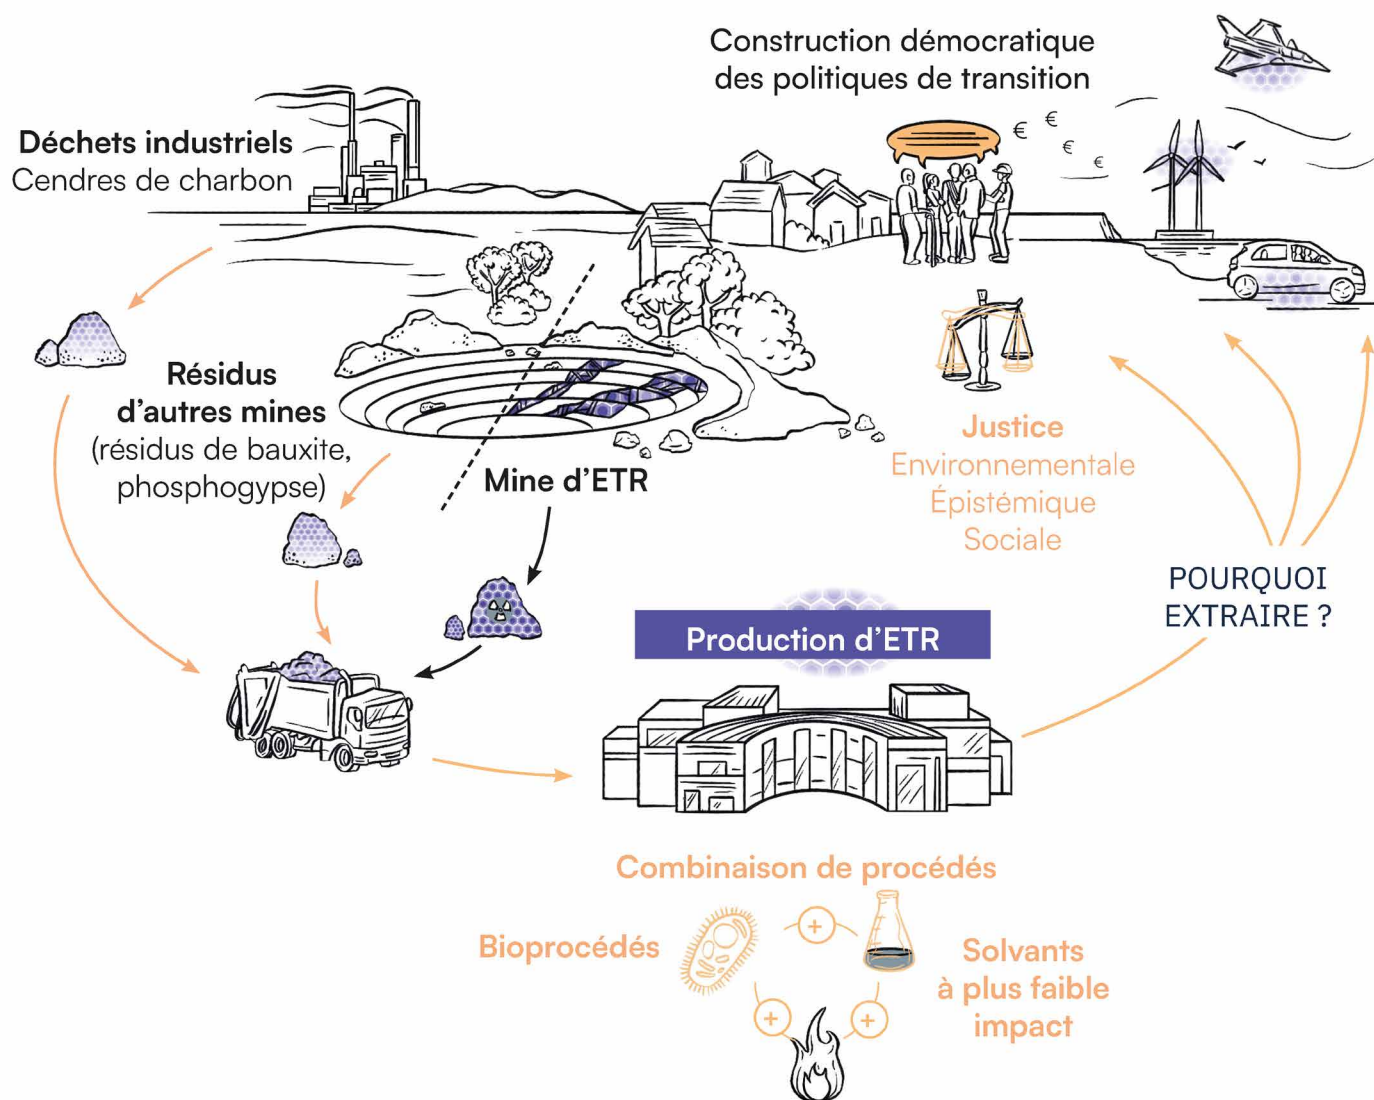 Construction démocratique
des politiques de transition
€
€
€
€
Déchets industriels
Cendres de charbon
Résidus
d'autres mines
(résidus de bauxite,
phosphogypse)
Mine d'ETR
Justice
Environnementale
Épistémique
Sociale
POURQUOI
EXTRAIRE ?
Production d'ETR
Combinaison de procédés
Bioprocédés
+
Solvants
à plus faible
impact
+
+